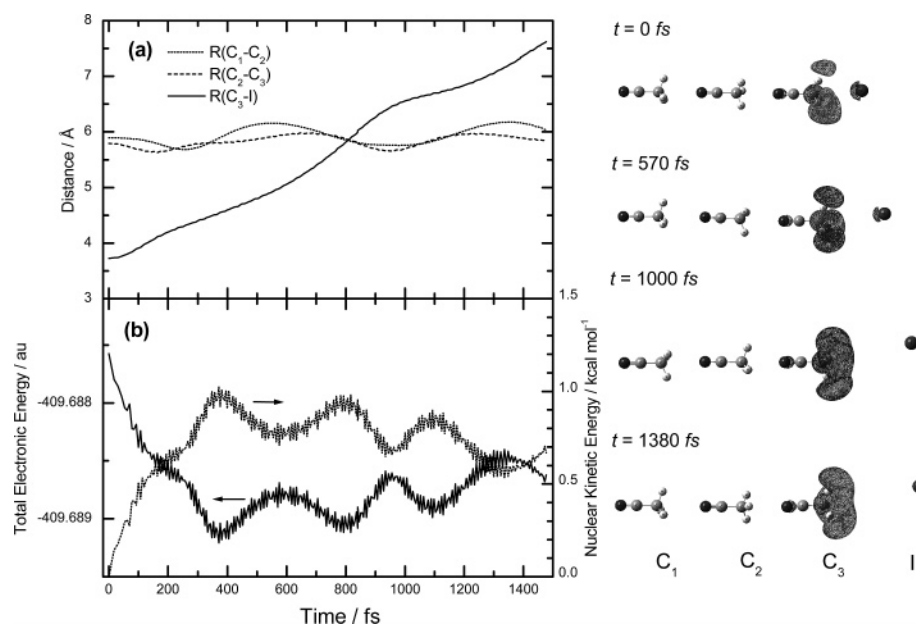 (a)
R(C₁-C₂)
R(C₂-C₃)
R(C₃-I)
8
7
6
5
4
3
Distance / Å
(b)
1.5
1.0
0.5
0.0
Nuclear Kinetic Energy / kcal mol⁻¹
-409.688
-409.689
Total Electronic Energy / au
0 200 400 600 800 1000 1200 1400
Time / fs
t = 0 fs
t = 570 fs
t = 1000 fs
t = 1380 fs
C₁ C₂ C₃ I